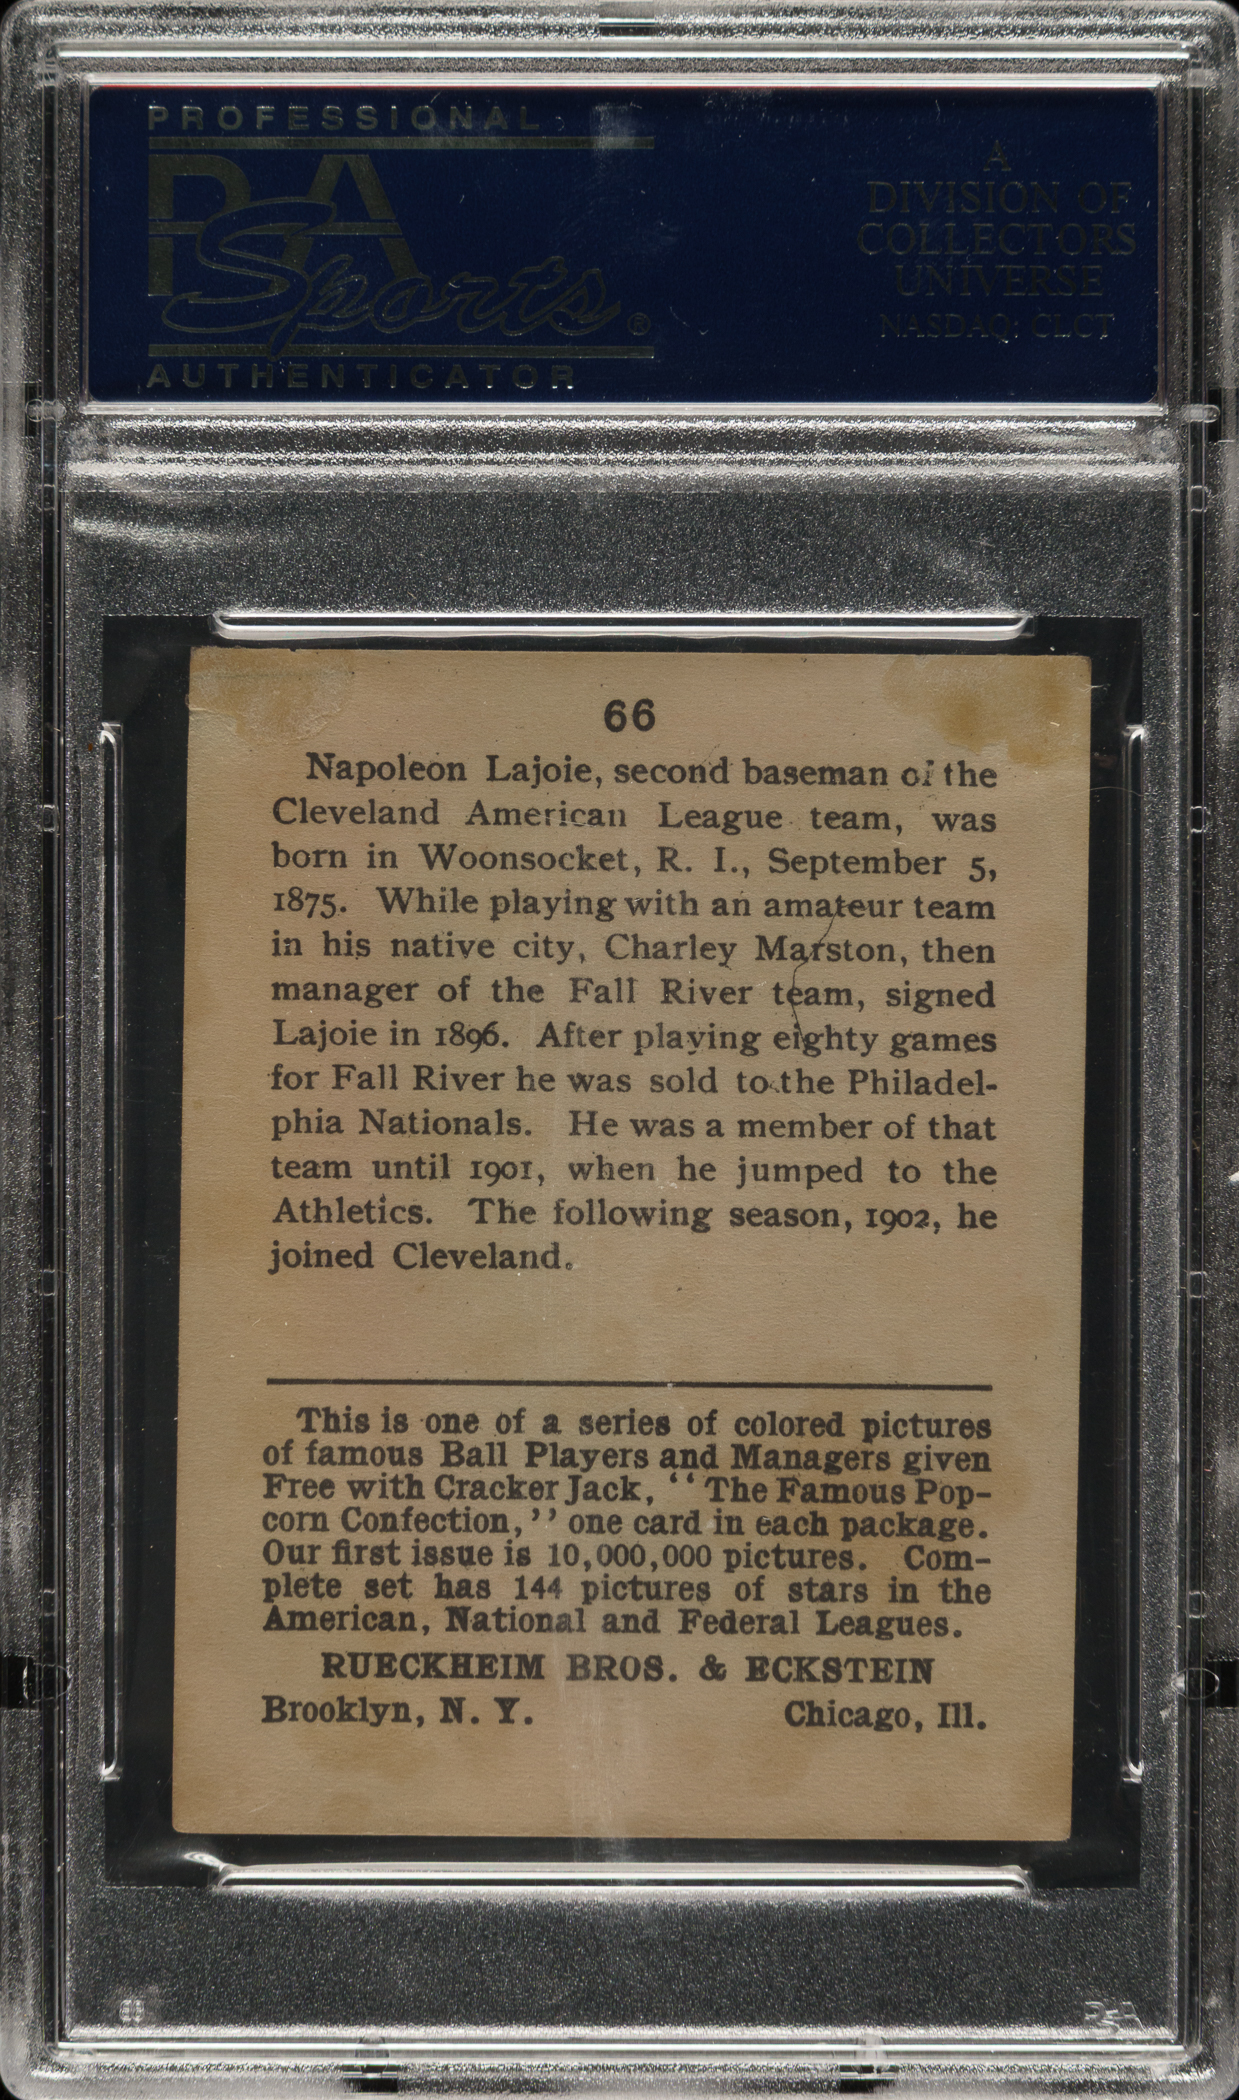 PROFESSIONAL
PSA
Sports ®
AUTHENTICATOR
A
DIVISION OF
COLLECTORS
UNIVERSE
NASDAQ: CLCT
66
Napoleon Lajoie, second baseman of the
Cleveland American League team, was
born in Woonsocket, R. I., September 5,
1875. While playing with an amateur team
in his native city, Charley Marston, then
manager of the Fall River team, signed
Lajoie in 1896. After playing eighty games
for Fall River he was sold to the Philadel-
phia Nationals. He was a member of that
team until 1901, when he jumped to the
Athletics. The following season, 1902, he
joined Cleveland.
This is one of a series of colored pictures
of famous Ball Players and Managers given
Free with Cracker Jack, “The Famous Pop-
corn Confection,” one card in each package.
Our first issue is 10,000,000 pictures. Com-
plete set has 144 pictures of stars in the
American, National and Federal Leagues.
RUECKHEIM BROS. & ECKSTEIN
Brooklyn, N. Y. Chicago, Ill.
PSA